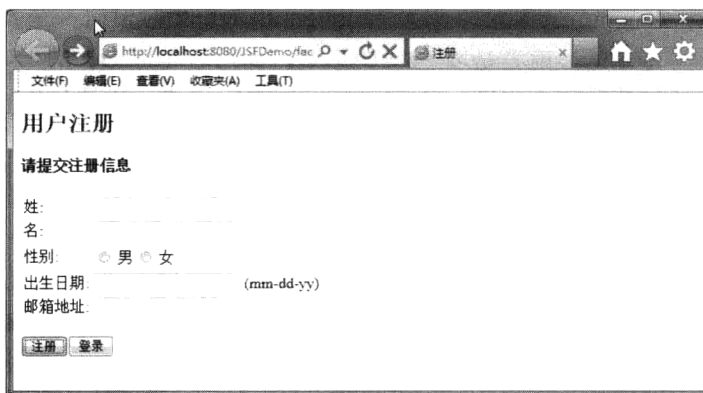 http://localhost:8080/JSFDemo/fac
注册
文件(F) 编辑(E) 查看(V) 收藏夹(A) 工具(T)
用户注册
请提交注册信息
姓:
名:
性别: 男 女
出生日期: (mm-dd-yy)
邮箱地址:
注册 登录